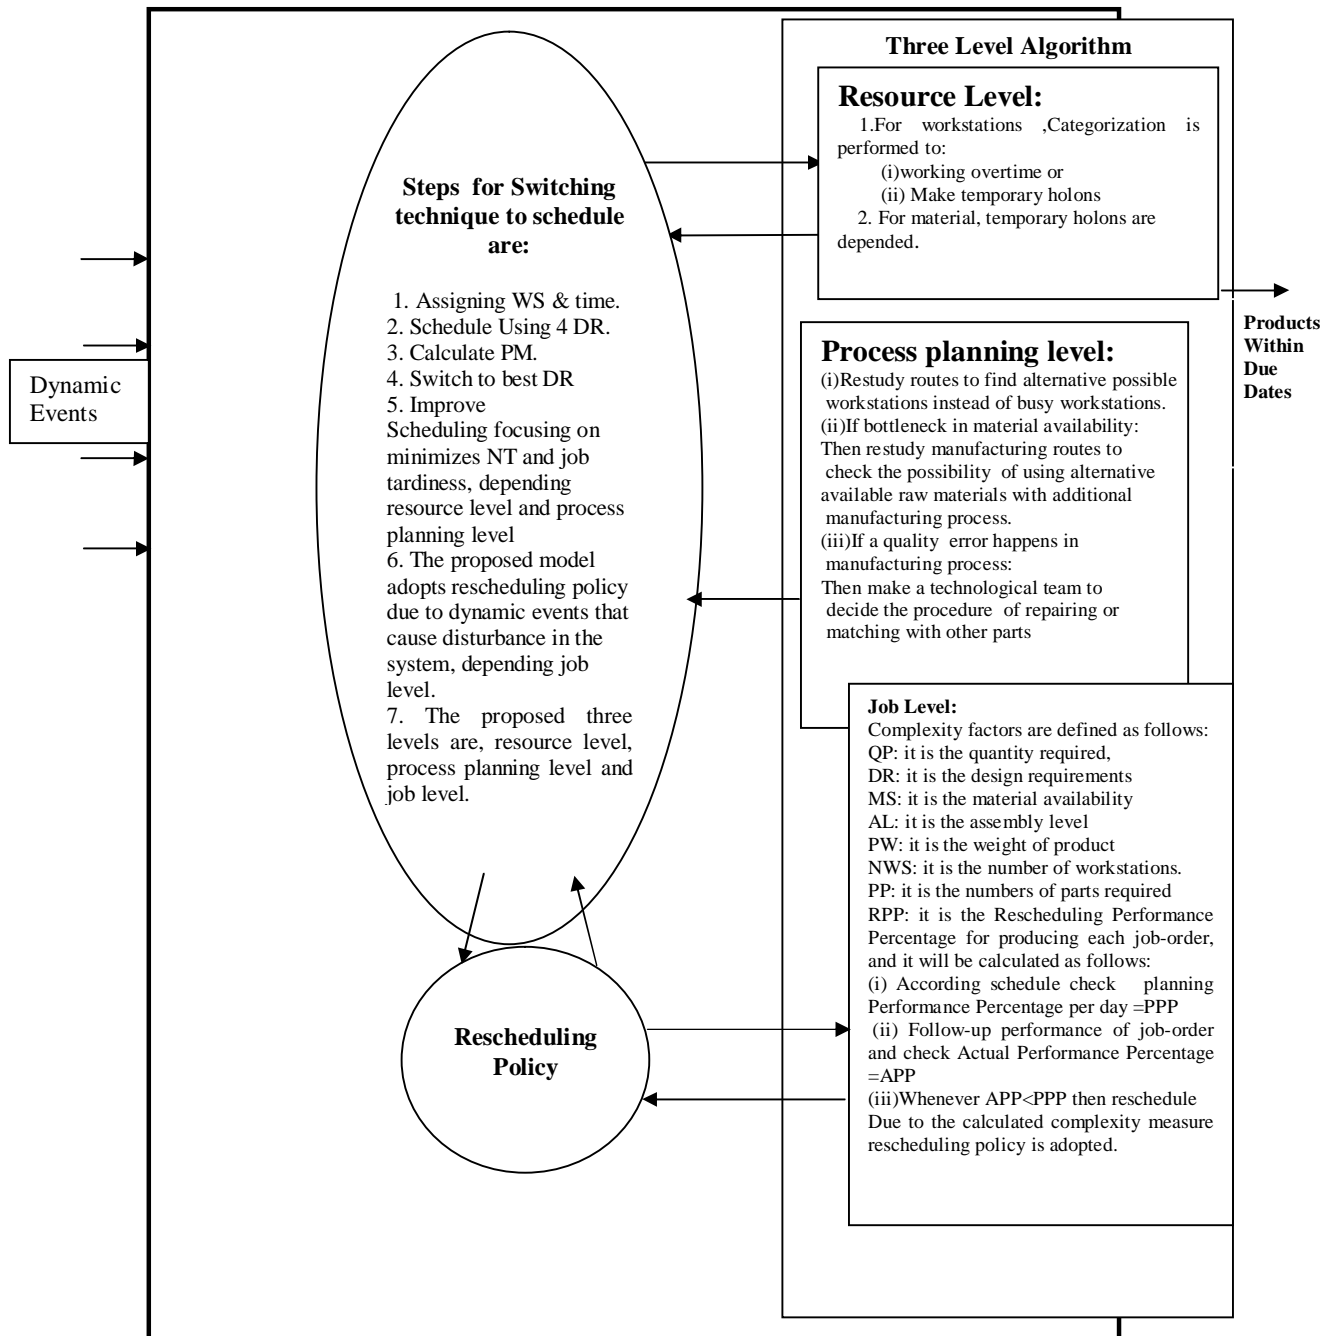 Three Level Algorithm
Resource Level:
1.For workstations ,Categorization is
performed to:
(i)working overtime or
(ii) Make temporary holons
2. For material, temporary holons are
depended.
Steps for Switching
technique to schedule
are:
1. Assigning WS & time.
2. Schedule Using 4 DR.
3. Calculate PM.
4. Switch to best DR
5. Improve
Scheduling focusing on
minimizes NT and job
tardiness, depending
resource level and process
planning level
6. The proposed model
adopts rescheduling policy
due to dynamic events that
cause disturbance in the
system, depending job
level.
7. The proposed three
levels are, resource level,
process planning level and
job level.
Dynamic
Events
Products
Within
Due
Dates
Process planning level:
(i)Restudy routes to find alternative possible
workstations instead of busy workstations.
(ii)If bottleneck in material availability:
Then restudy manufacturing routes to
check the possibility of using alternative
available raw materials with additional
manufacturing process.
(iii)If a quality error happens in
manufacturing process:
Then make a technological team to
decide the procedure of repairing or
matching with other parts
Job Level:
Complexity factors are defined as follows:
QP: it is the quantity required,
DR: it is the design requirements
MS: it is the material availability
AL: it is the assembly level
PW: it is the weight of product
NWS: it is the number of workstations.
PP: it is the numbers of parts required
RPP: it is the Rescheduling Performance
Percentage for producing each job-order,
and it will be calculated as follows:
(i) According schedule check planning
Performance Percentage per day =PPP
(ii) Follow-up performance of job-order
and check Actual Performance Percentage
=APP
(iii)Whenever APP<PPP then reschedule
Due to the calculated complexity measure
rescheduling policy is adopted.
Rescheduling
Policy